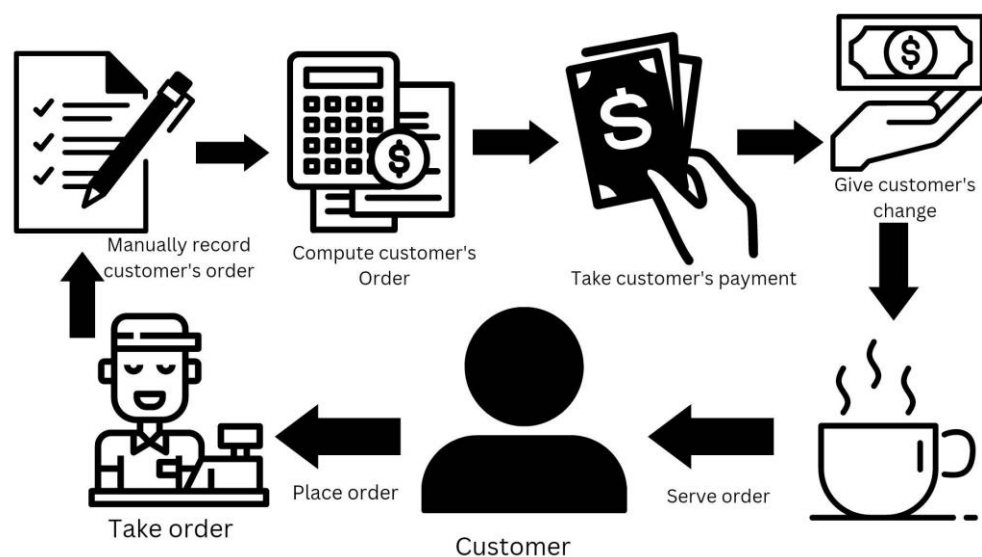 Manually record
customer's order
Compute customer's
Order
Take customer's payment
Give customer's
change
Take order
Place order
Customer
Serve order
$
$
$